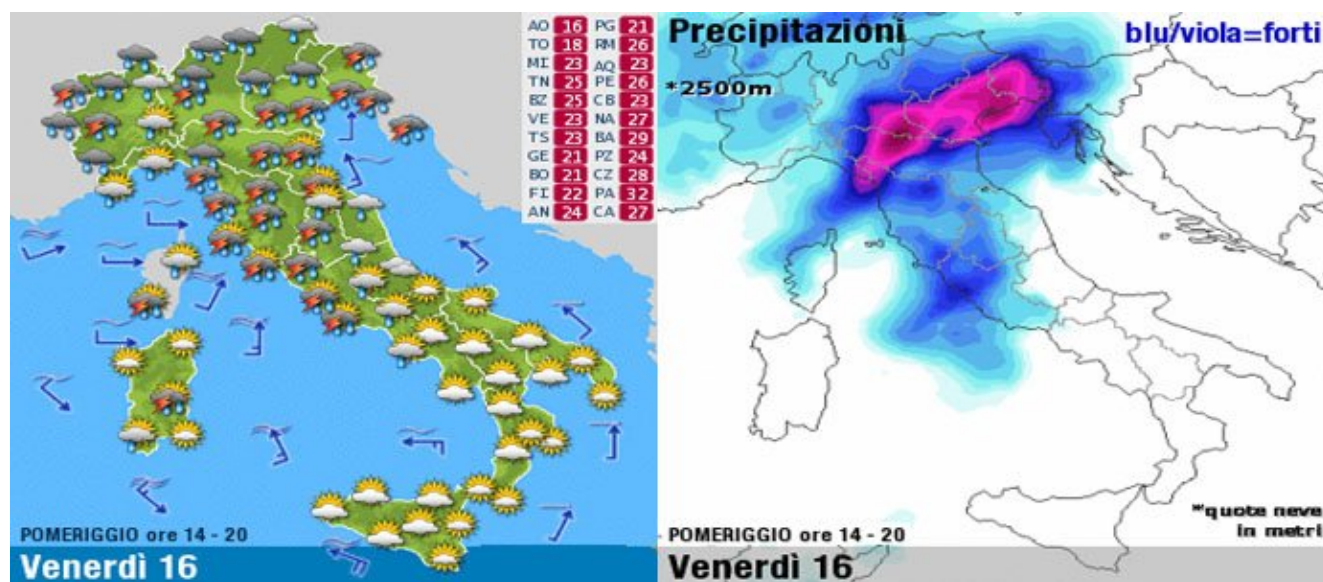 AO 16 PG 21
TO 18 RM 26
MI 23 AQ 23
TN 25 PE 26
BZ 25 CB 23
VE 23 NA 27
TS 23 BA 29
GE 21 PZ 24
BO 21 CZ 28
FI 22 PA 32
AN 24 CA 27
POMERIGGIO ore 14 - 20
Venerdì 16
Precipitazioni
blu/viola=forti
*2500m
*quote neve
in metri
POMERIGGIO ore 14 - 20
Venerdì 16